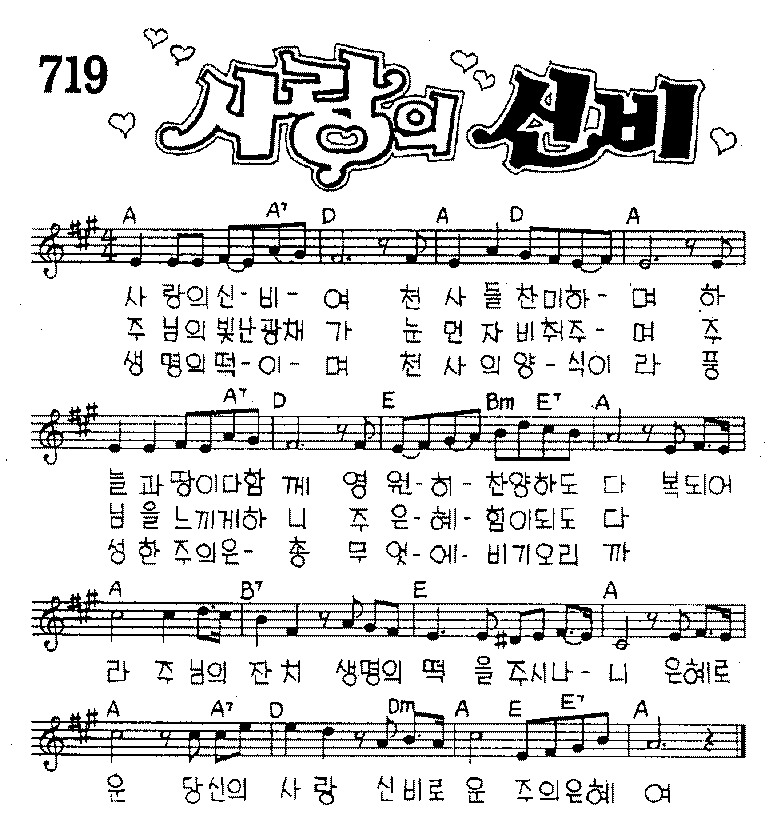 719
사랑의 신비
A A7 D A D A
사 랑의신-비- 여 천 사 들찬미하- 며 하
주 님의빛난광채 가 눈 먼 자비취주- 며 주
생 명의떡-이- 며 천 사 의양-식이 라 풍
A7 D E Bm E7 A
늘 과 땅이다함 께 영 원-히- 찬양하도 다 복되어
님 을 느끼게하 니 주 은-혜- 힘이되도 다
성 한 주의은- 총 무 엇-에- 비기오리 까
A B7 E A
라 주 님의 잔 치 생명의 떡 을 주시나- 니 은혜로
A A7 D Dm A E E7 A
운 당신의 사 랑 신비로 운 주의은혜 여